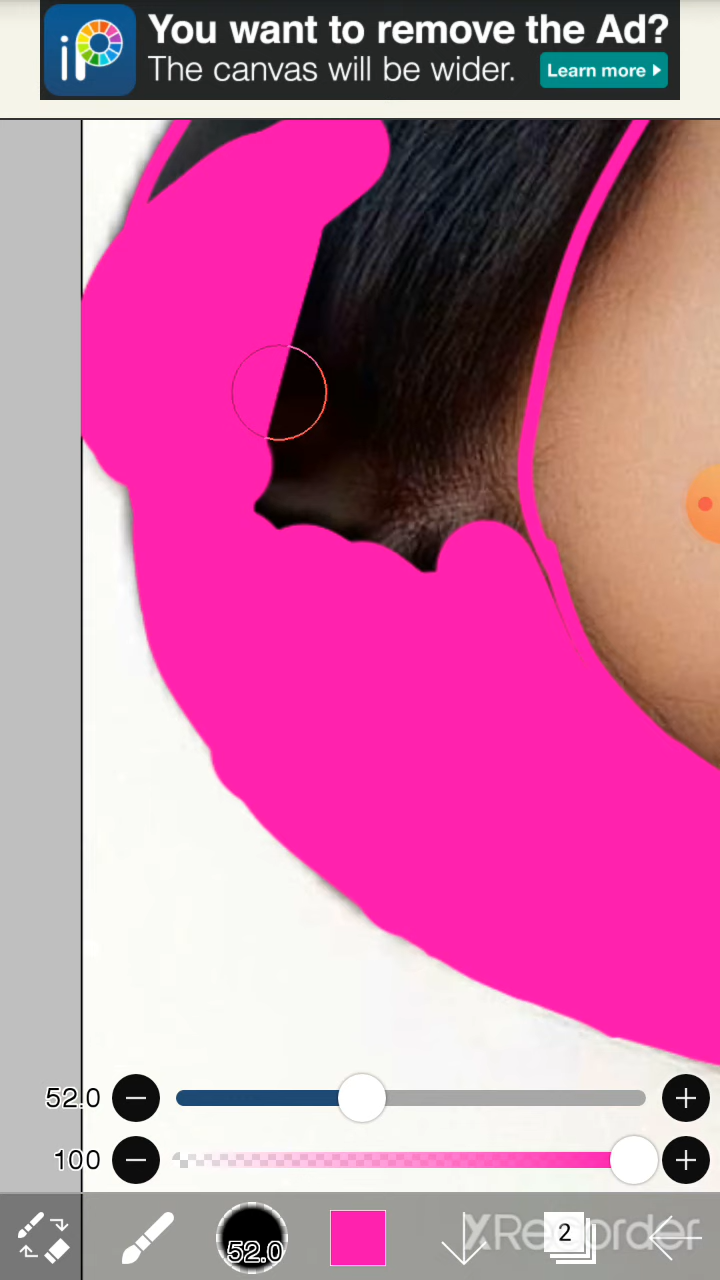 iP
You want to remove the Ad?
The canvas will be wider.
Learn more
52.0
100
52.0
2
XRecorder